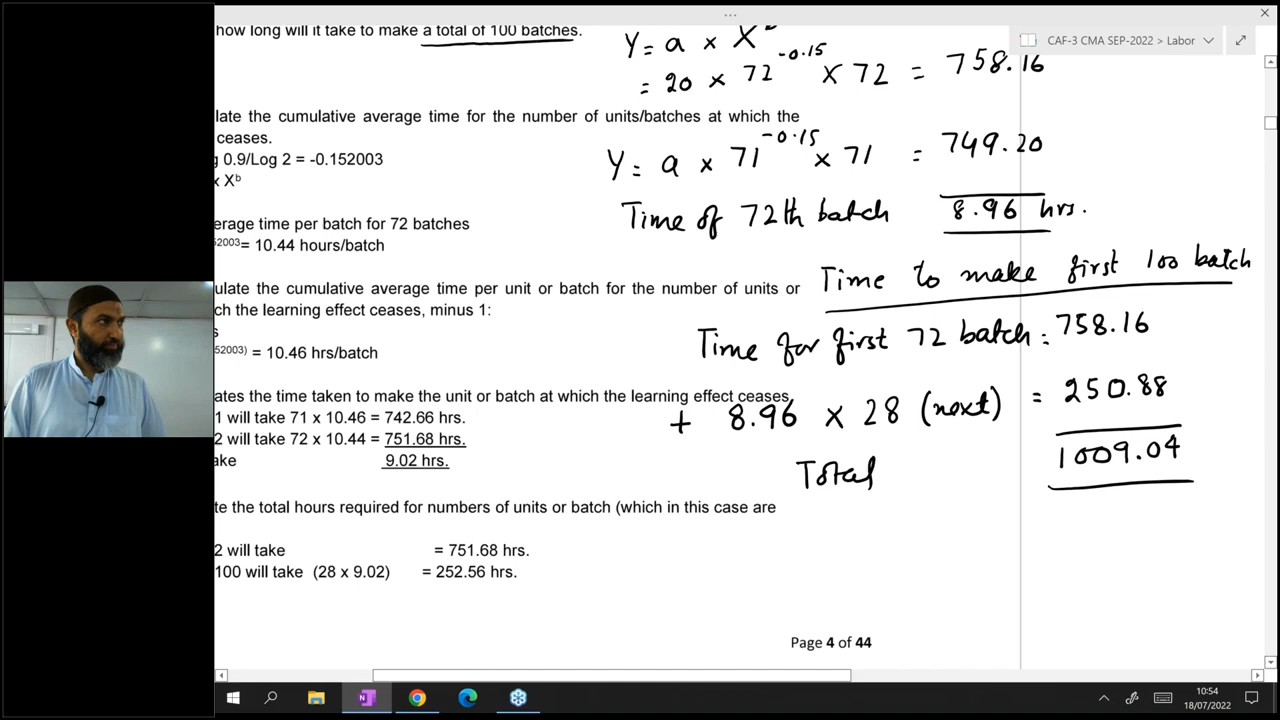 how long will it take to make a total of 100 batches.
Y = a × X
CAF-3 CMA SEP-2022 > Labor
= 20 × 72 -0.15 × 72 = 758.16
late the cumulative average time for the number of units/batches at which the
ceases.
0.9/Log 2 = -0.152003
Y = a × 71 -0.15 × 71 = 749.20
Xᵇ
Time of 72th batch 8.96 hrs.
erage time per batch for 72 batches
52003= 10.44 hours/batch
Time to make first 100 batch
ulate the cumulative average time per unit or batch for the number of units or
ch the learning effect ceases, minus 1:
Time for first 72 batch = 758.16
52003) = 10.46 hrs/batch
ates the time taken to make the unit or batch at which the learning effect ceases
+ 8.96 × 28 (next) = 250.88
1 will take 71 x 10.46 = 742.66 hrs.
2 will take 72 x 10.44 = 751.68 hrs.
ake 9.02 hrs.
Total 1009.04
te the total hours required for numbers of units or batch (which in this case are
2 will take = 751.68 hrs.
100 will take (28 x 9.02) = 252.56 hrs.
Page 4 of 44
10:54
18/07/2022